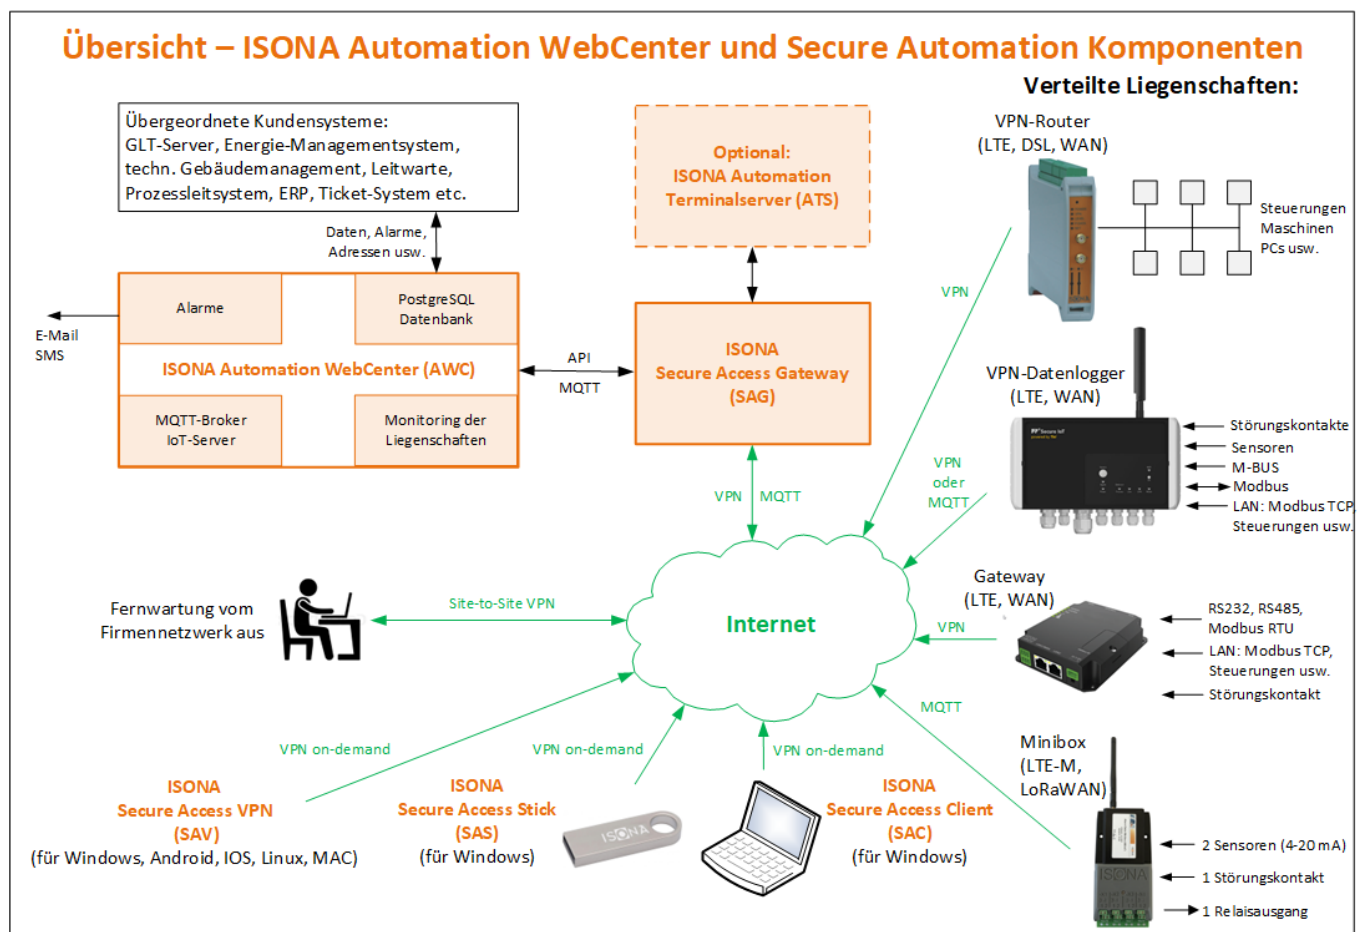 Übersicht – ISONA Automation WebCenter und Secure Automation Komponenten
Verteilte Liegenschaften:
Übergeordnete Kundensysteme:
GLT-Server, Energie-Managementsystem,
techn. Gebäudemanagement, Leitwarte,
Prozessleitsystem, ERP, Ticket-System etc.
Optional:
ISONA Automation
Terminalserver (ATS)
VPN-Router
(LTE, DSL, WAN)
Steuerungen
Maschinen
PCs usw.
ISONA
Daten, Alarme,
Adressen usw.
VPN
Alarme
PostgreSQL
Datenbank
E-Mail
SMS
ISONA Automation WebCenter (AWC)
MQTT-Broker
IoT-Server
Monitoring der
Liegenschaften
API
MQTT
ISONA
Secure Access Gateway
(SAG)
VPN-Datenlogger
(LTE, WAN)
Secure IoT
Störungskontakte
Sensoren
M-BUS
Modbus
LAN: Modbus TCP,
Steuerungen usw.
VPN
oder
MQTT
VPN
MQTT
Fernwartung vom
Firmennetzwerk aus
Site-to-Site VPN
Internet
Gateway
(LTE, WAN)
VPN
RS232, RS485,
Modbus RTU
LAN: Modbus TCP,
Steuerungen usw.
Störungskontakt
MQTT
Minibox
(LTE-M,
LoRaWAN)
VPN on-demand
VPN on-demand
VPN on-demand
ISONA
Secure Access VPN
(SAV)
(für Windows, Android, IOS, Linux, MAC)
ISONA
Secure Access Stick
(SAS)
(für Windows)
ISONA
ISONA
Secure Access Client
(SAC)
(für Windows)
ISONA
2 Sensoren (4-20 mA)
1 Störungskontakt
1 Relaisausgang